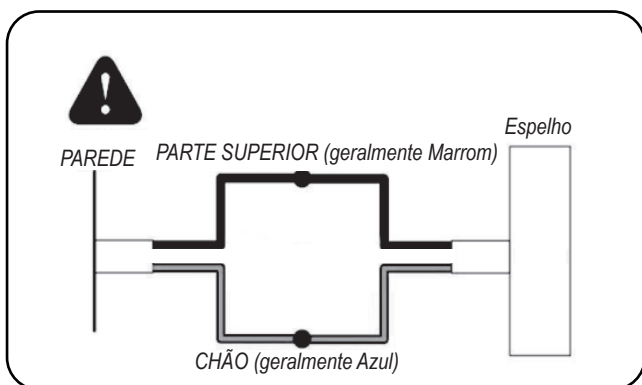 Espelho
PAREDE
PARTE SUPERIOR (geralmente Marrom)
CHÃO (geralmente Azul)